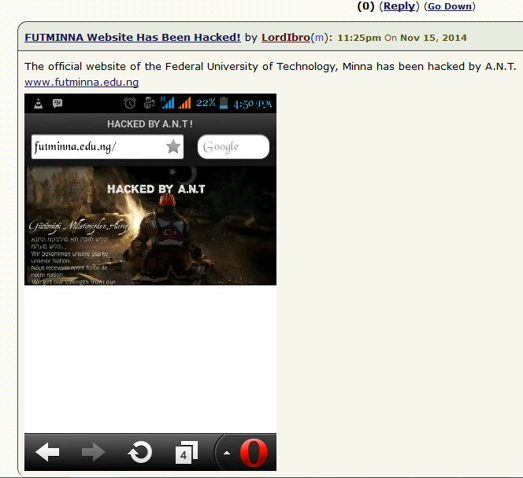 (0) (Reply) (Go Down)
FUTMINNA Website Has Been Hacked! by LordIbro(m): 11:25pm On Nov 15, 2014
The official website of the Federal University of Technology, Minna has been hacked by A.N.T.
www.futminna.edu.ng
H 22% 4:50 PM
HACKED BY A.N.T !
futminna.edu.ng/
Google
HACKED BY A.N.T
Gücümüzü Milletimizden Alırız
Wir bekommen unsere Stärke
unserer Nation.
Nous recevons notre force de
notre nation.
We get our strength from our
4